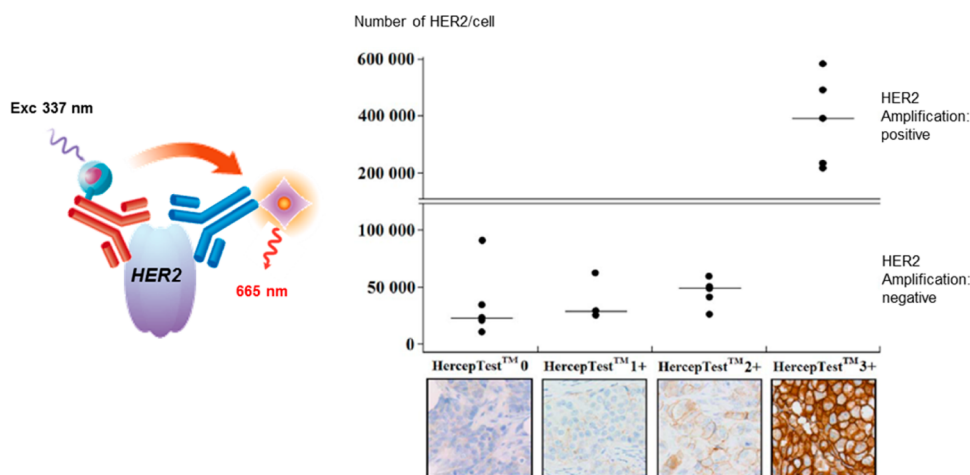 Number of HER2/cell
Exc 337 nm
HER2
665 nm
600 000
400 000
200 000
100 000
50 000
0
HER2
Amplification:
positive
HER2
Amplification:
negative
HercepTest™ 0
HercepTest™ 1+
HercepTest™ 2+
HercepTest™ 3+